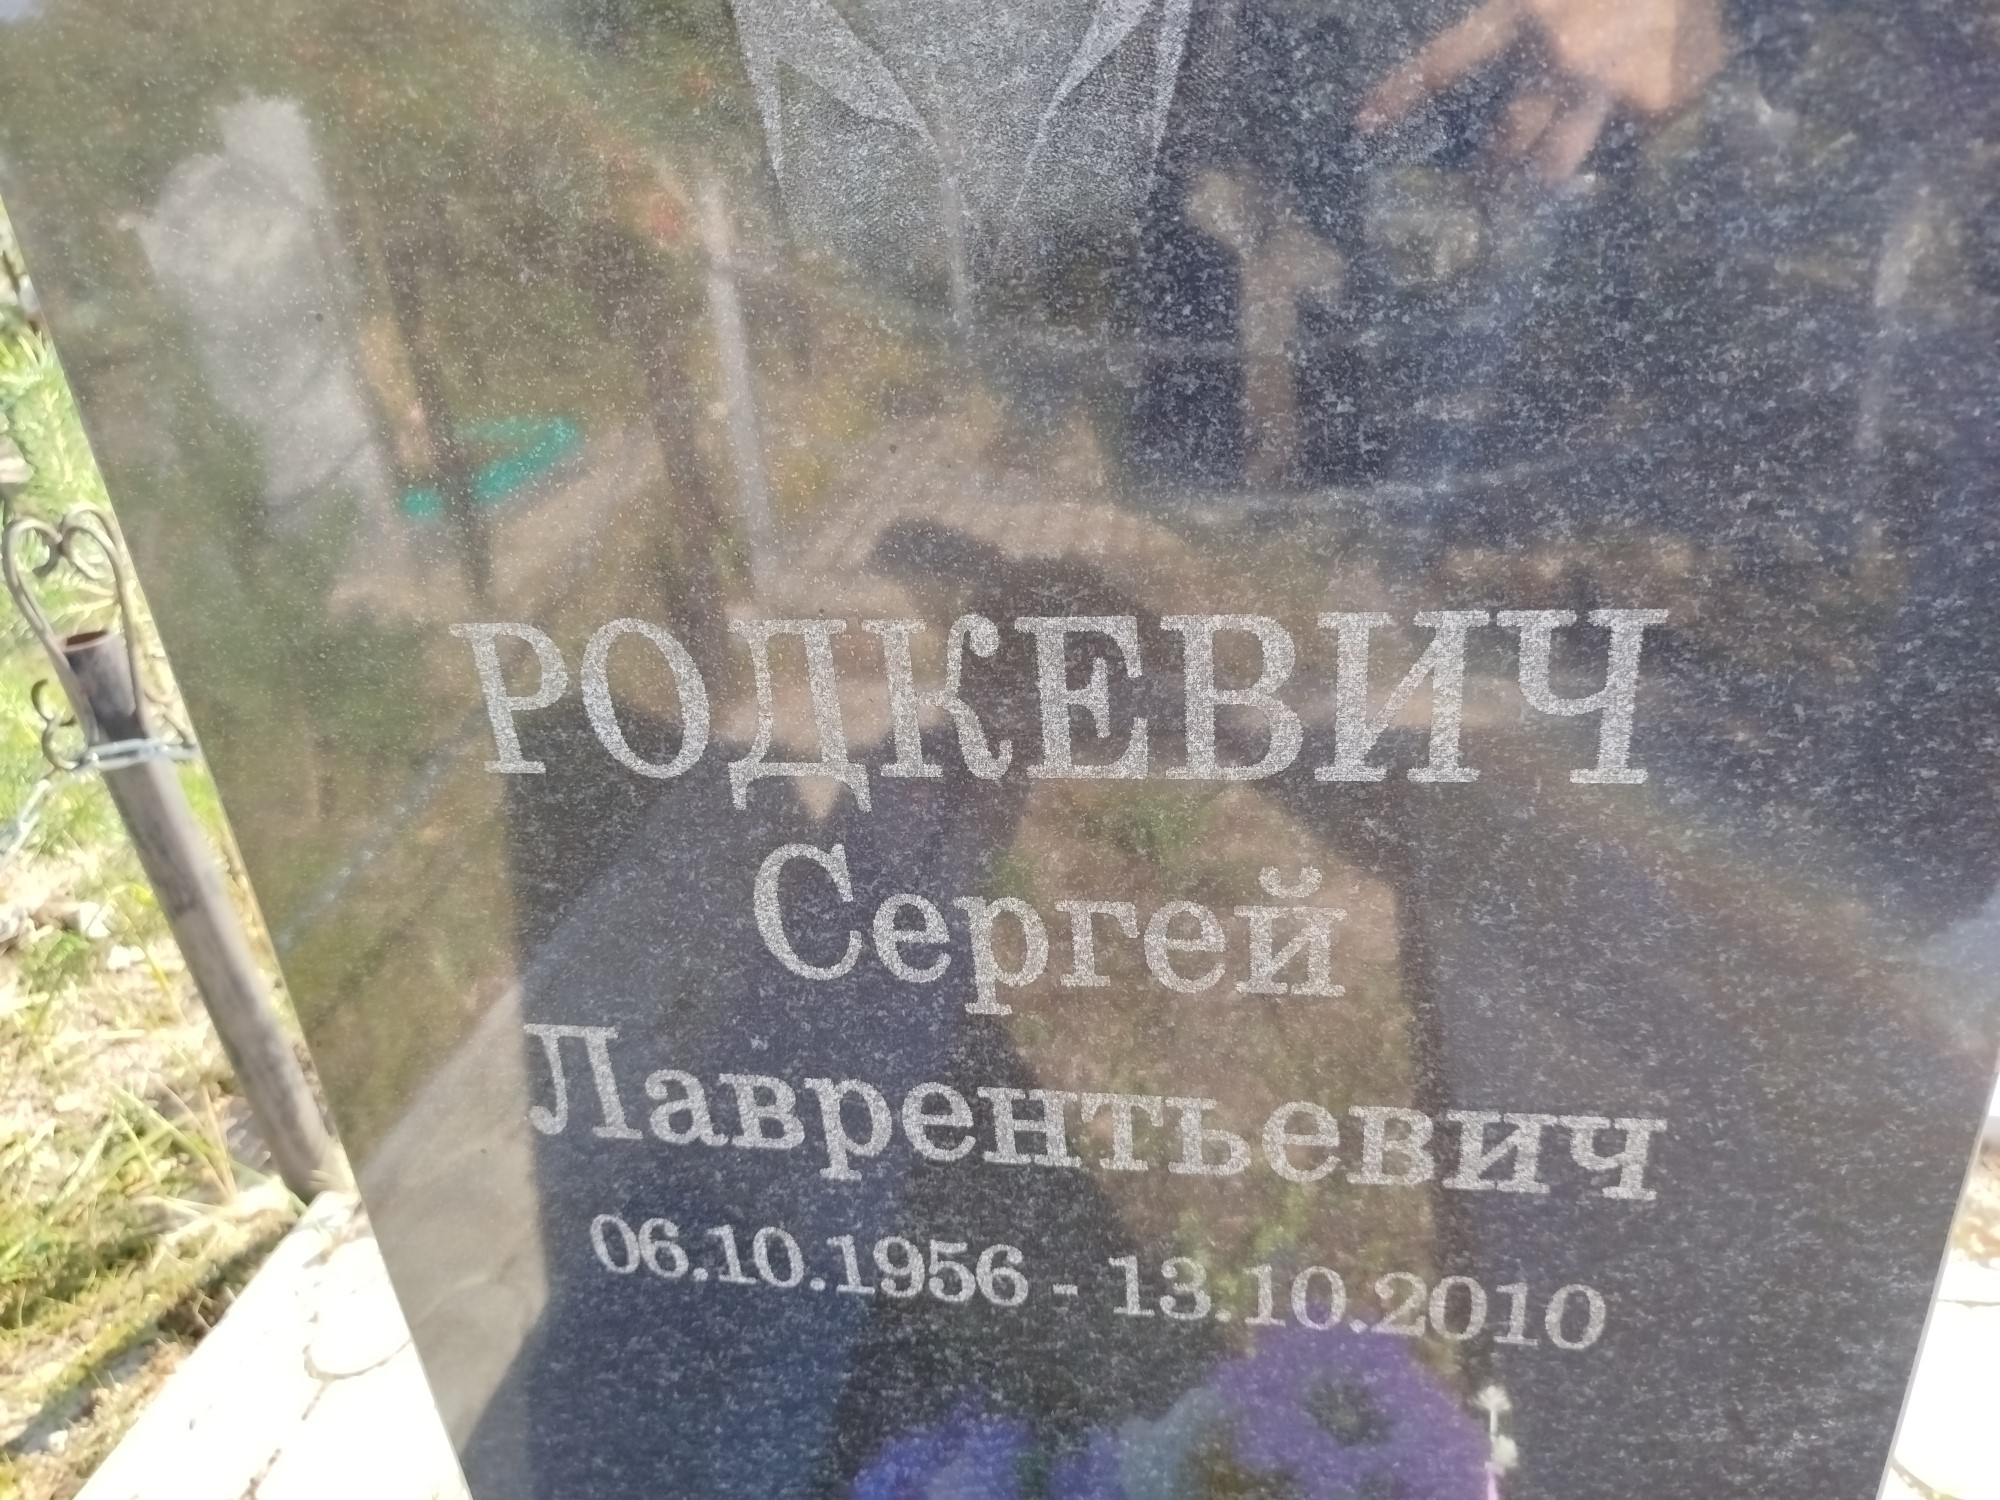 РОДКЕВИЧ
Сергей
Лаврентьевич
06.10.1956 - 13.10.2010